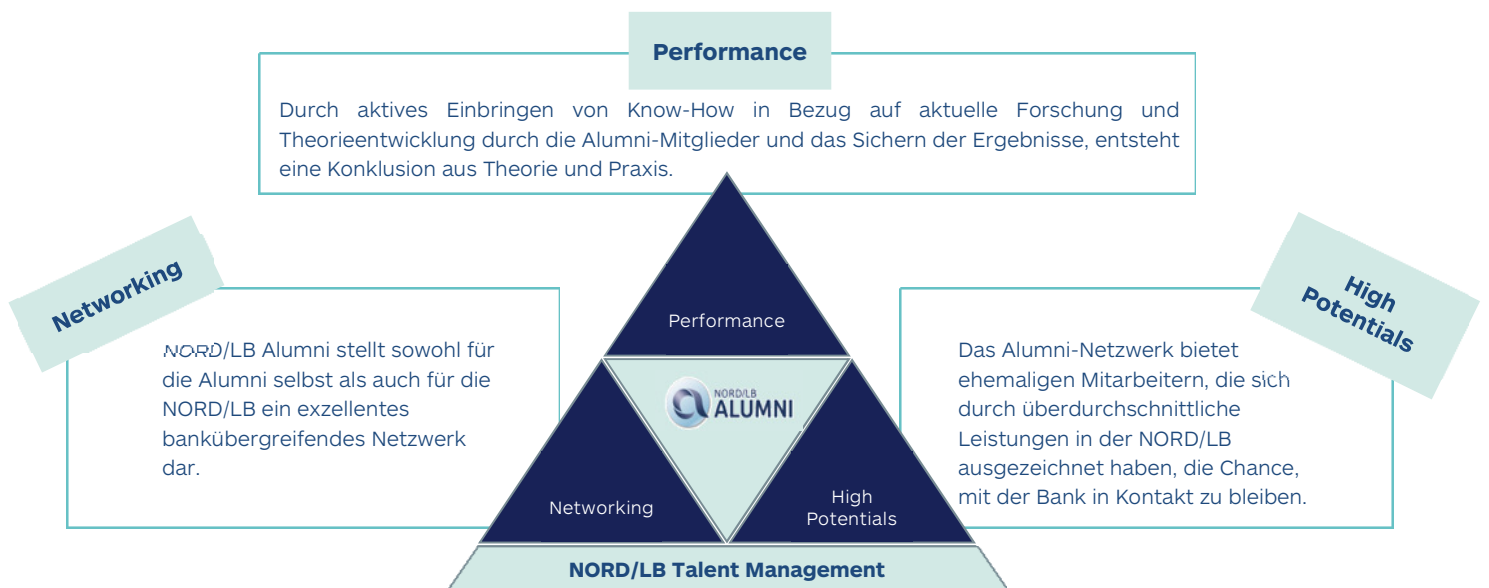 Performance
Durch aktives Einbringen von Know-How in Bezug auf aktuelle Forschung und
Theorieentwicklung durch die Alumni-Mitglieder und das Sichern der Ergebnisse, entsteht
eine Konklusion aus Theorie und Praxis.
Networking
NORD/LB Alumni stellt sowohl für
die Alumni selbst als auch für die
NORD/LB ein exzellentes
bankübergreifendes Netzwerk
dar.
High
Potentials
Das Alumni-Netzwerk bietet
ehemaligen Mitarbeitern, die sich
durch überdurchschnittliche
Leistungen in der NORD/LB
ausgezeichnet haben, die Chance,
mit der Bank in Kontakt zu bleiben.
Performance
NORD/LB
ALUMNI
Networking
High
Potentials
NORD/LB Talent Management